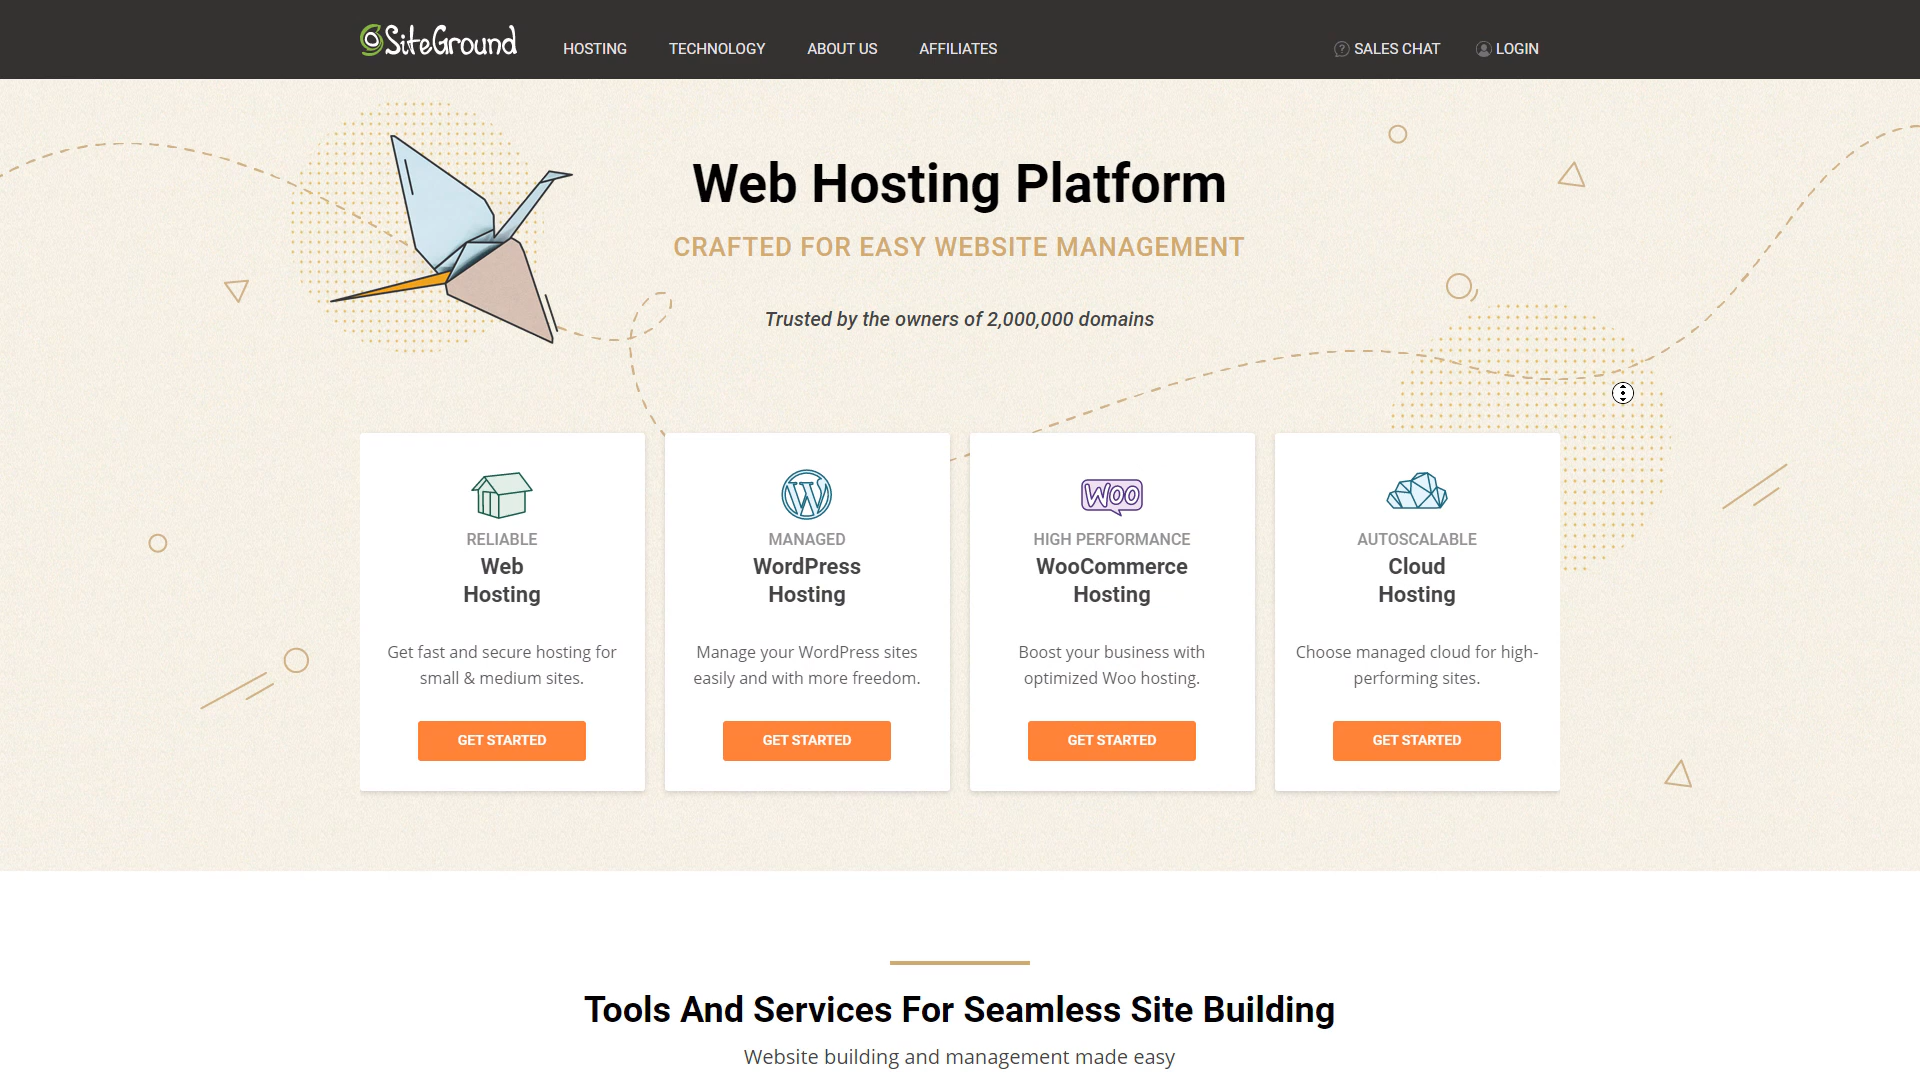 SiteGround
HOSTING
TECHNOLOGY
ABOUT US
AFFILIATES
SALES CHAT
LOGIN
Web Hosting Platform
CRAFTED FOR EASY WEBSITE MANAGEMENT
Trusted by the owners of 2,000,000 domains
RELIABLE
Web
Hosting
Get fast and secure hosting for
small & medium sites.
GET STARTED
MANAGED
WordPress
Hosting
Manage your WordPress sites
easily and with more freedom.
GET STARTED
WOO
HIGH PERFORMANCE
WooCommerce
Hosting
Boost your business with
optimized Woo hosting.
GET STARTED
AUTOSCALABLE
Cloud
Hosting
Choose managed cloud for high-
performing sites.
GET STARTED
Tools And Services For Seamless Site Building
Website building and management made easy